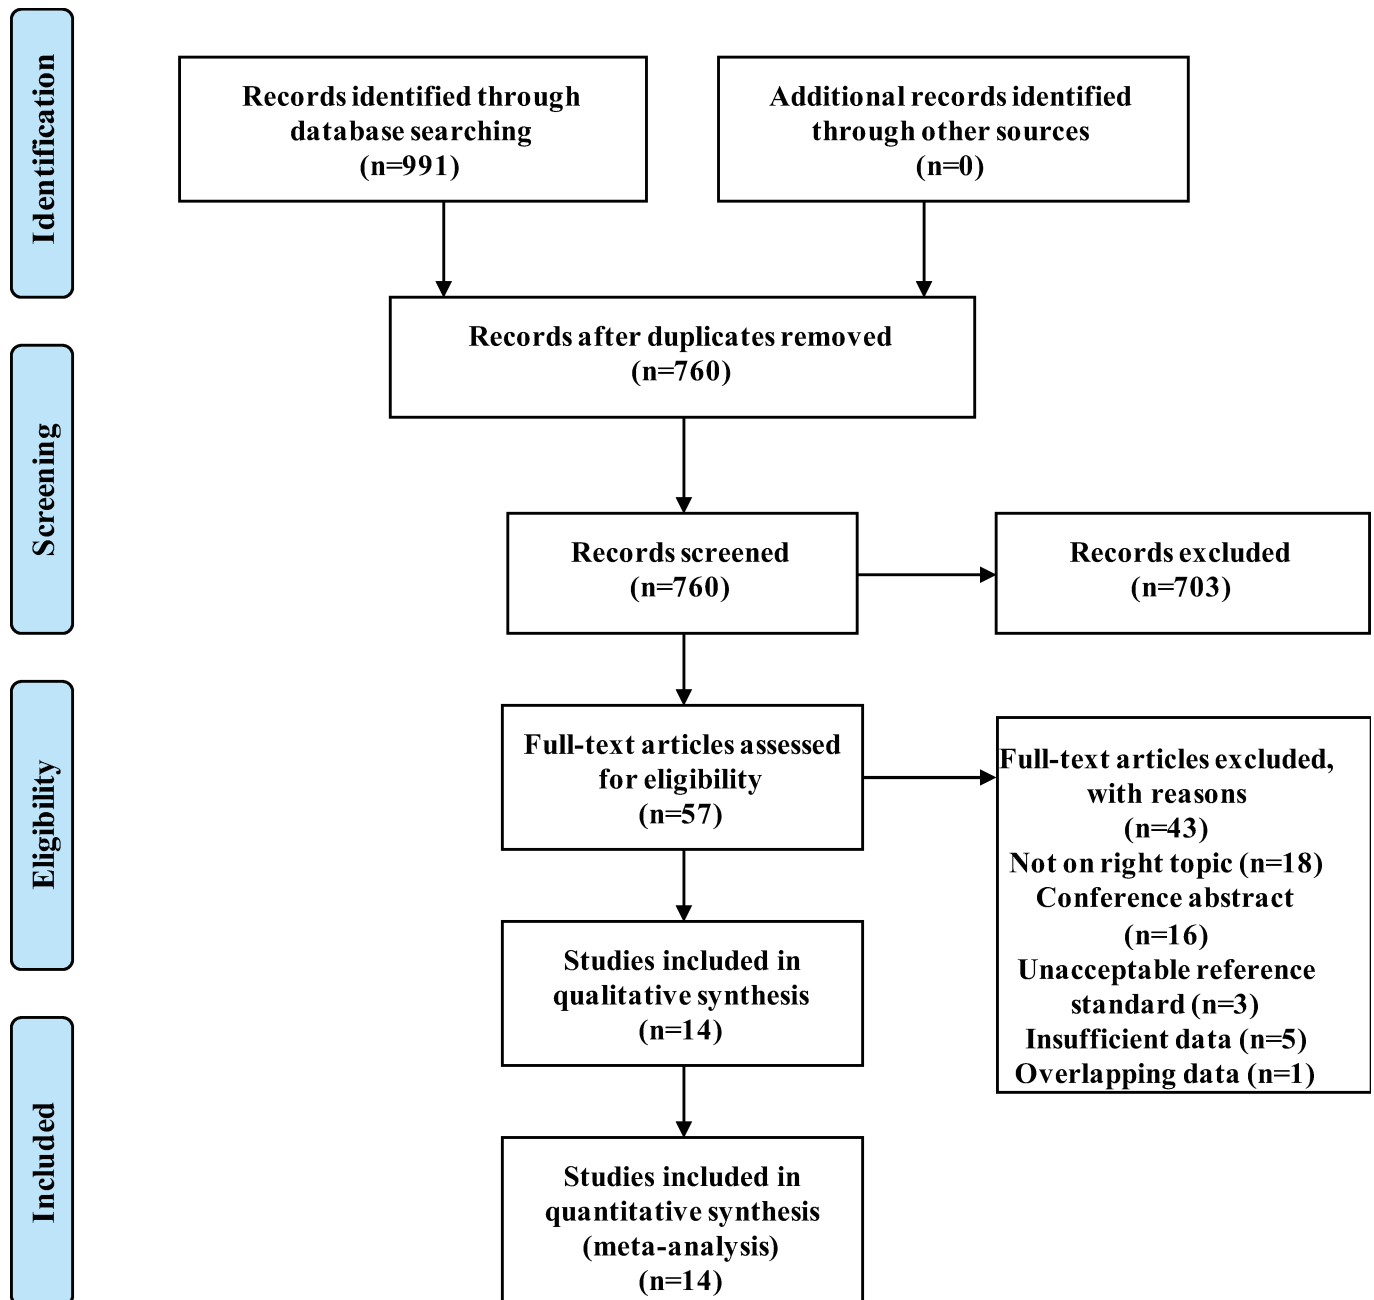 Identification
Records identified through
database searching
(n=991)
Additional records identified
through other sources
(n=0)
Records after duplicates removed
(n=760)
Screening
Records screened
(n=760)
Records excluded
(n=703)
Eligibility
Full-text articles assessed
for eligibility
(n=57)
Full-text articles excluded,
with reasons
(n=43)
Not on right topic (n=18)
Conference abstract
(n=16)
Unacceptable reference
standard (n=3)
Insufficient data (n=5)
Overlapping data (n=1)
Studies included in
qualitative synthesis
(n=14)
Included
Studies included in
quantitative synthesis
(meta-analysis)
(n=14)